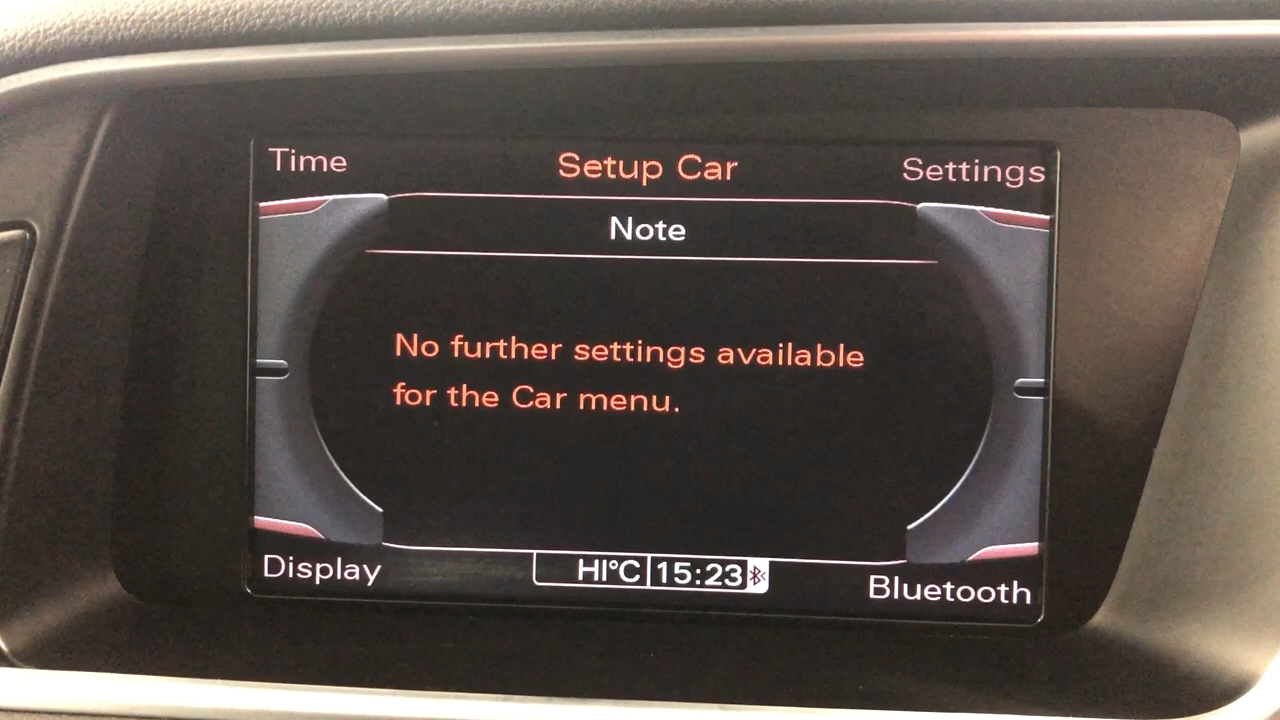 Time
Setup Car
Settings
Note
No further settings available
for the Car menu.
Display
HI°C
15:23
Bluetooth